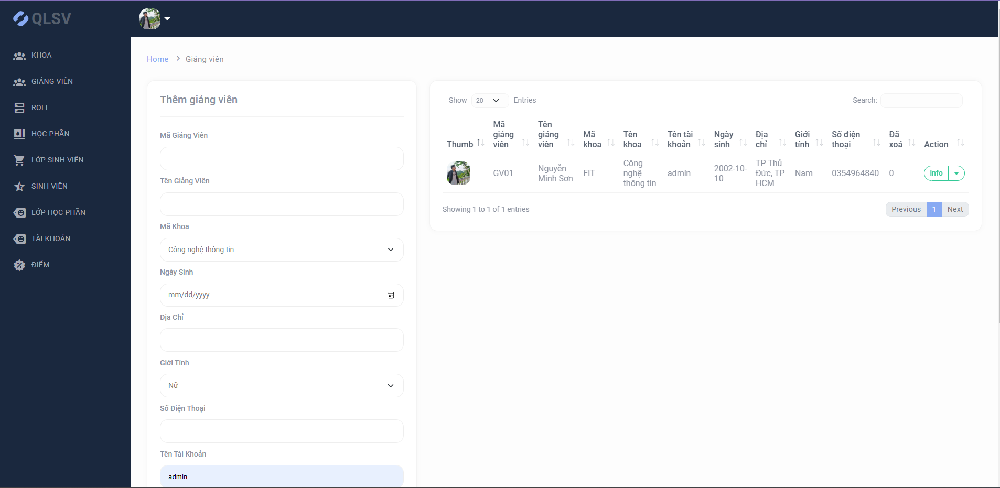 QLSV
KHOA
GIẢNG VIÊN
ROLE
HỌC PHẦN
LỚP SINH VIÊN
SINH VIÊN
LỚP HỌC PHẦN
TÀI KHOẢN
ĐIỂM
Home > Giảng viên
Thêm giảng viên
Mã Giảng Viên
Tên Giảng Viên
Mã Khoa
Công nghệ thông tin
Ngày Sinh
mm/dd/yyyy
Địa Chỉ
Giới Tính
Nữ
Số Điện Thoại
Tên Tài Khoản
admin
Show 20 Entries
Search:
Thumb
Mã
giảng
viên
Tên
giảng
viên
Mã
khoa
Tên
khoa
Tên tài
khoản
Ngày
sinh
Địa
chỉ
Giới
tính
Số điện
thoại
Đã
xoá
Action
GV01
Nguyễn
Minh Sơn
FIT
Công
nghệ
thông tin
admin
2002-10-
10
TP Thủ
Đức, TP
HCM
Nam
0354964840
0
Info
Showing 1 to 1 of 1 entries
Previous 1 Next